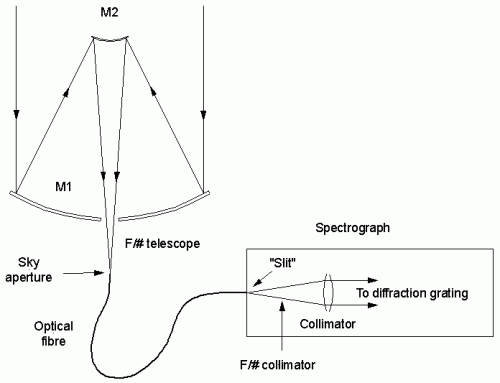 M2
M1
F/# telescope
Sky
aperture
Optical
fibre
Spectrograph
"Slit"
To diffraction grating
Collimator
F/# collimator